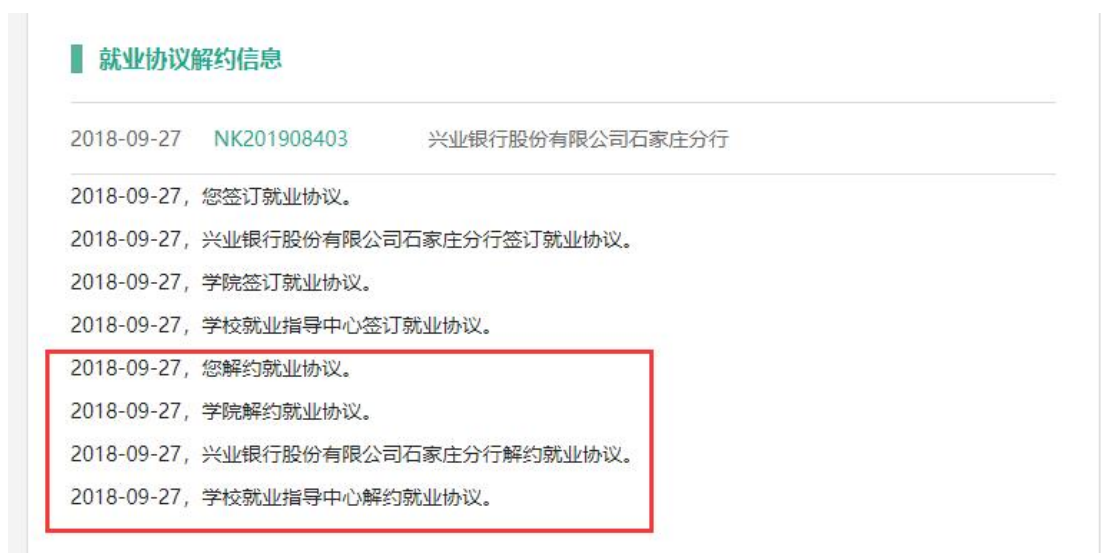 就业协议解约信息
2018-09-27 NK201908403 兴业银行股份有限公司石家庄分行
2018-09-27，您签订就业协议。
2018-09-27，兴业银行股份有限公司石家庄分行签订就业协议。
2018-09-27，学院签订就业协议。
2018-09-27，学校就业指导中心签订就业协议。
2018-09-27，您解约就业协议。
2018-09-27，学院解约就业协议。
2018-09-27，兴业银行股份有限公司石家庄分行解约就业协议。
2018-09-27，学校就业指导中心解约就业协议。